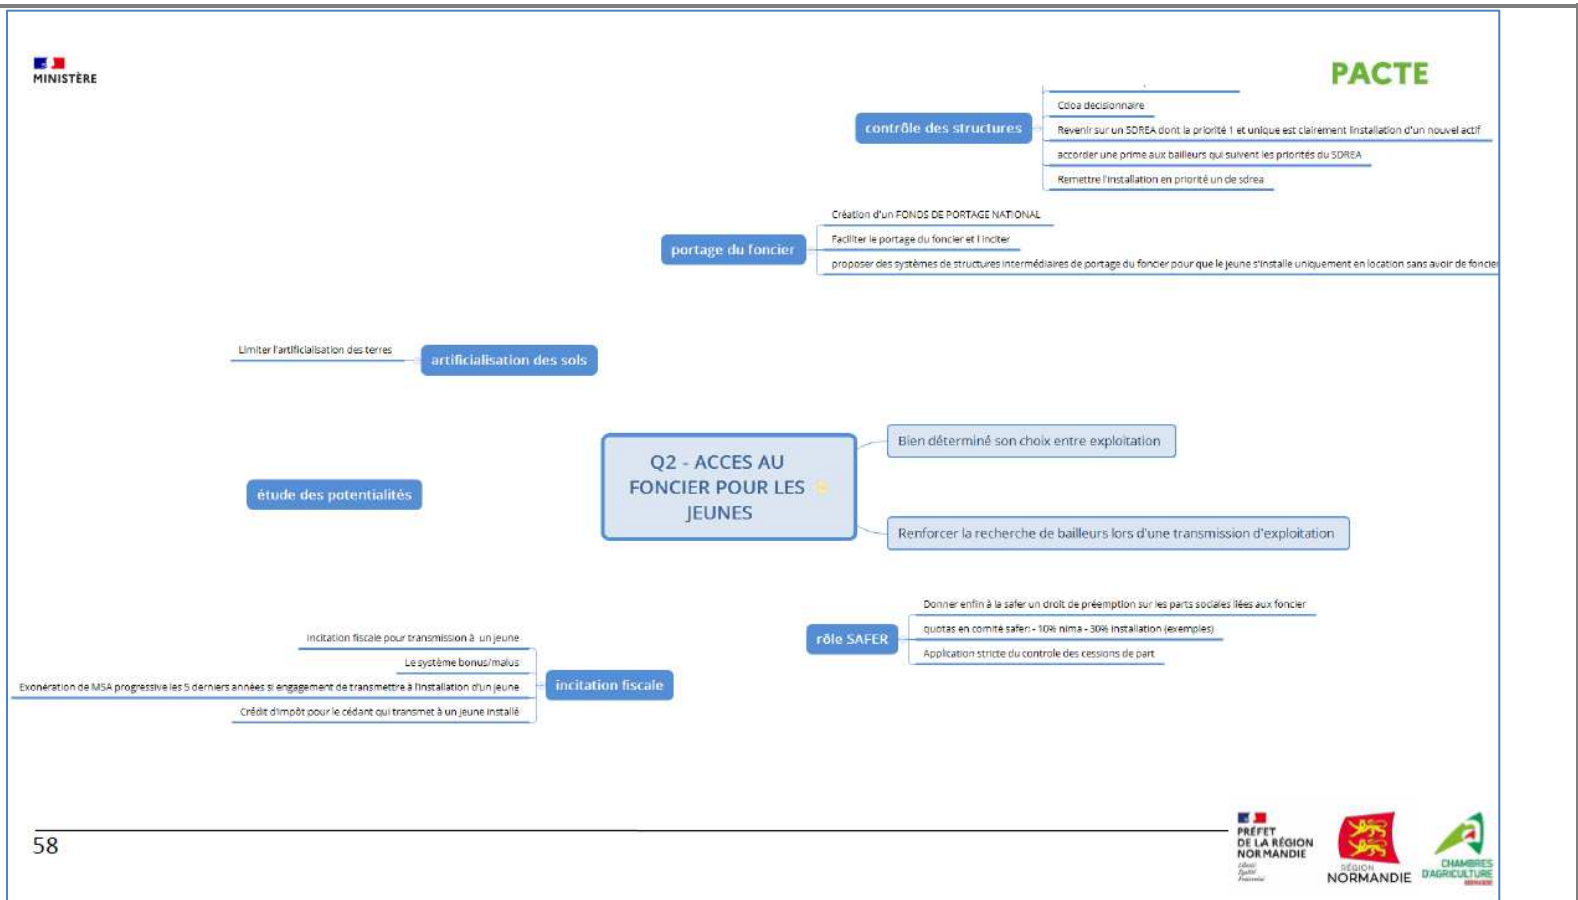 MINISTÈRE
PACTE
contrôle des structures
Cdoa decisionnaire
Revenir sur un SDREA dont la priorité 1 et unique est clairement linstallation d'un nouvel actif
accorder une prime aux bailleurs qui suivent les priorités du SDREA
Remettre l'installation en priorité un de sdrea
portage du foncier
Création d'un FONDS DE PORTAGE NATIONAL
Faciliter le portage du foncier et l inciter
proposer des systèmes de structures intermédiaires de portage du foncier pour que le jeune s'installe uniquement en location sans avoir de foncier
Limiter l'artificialisation des terres
artificialisation des sols
étude des potentialités
Q2 - ACCES AU
FONCIER POUR LES
JEUNES
Bien déterminé son choix entre exploitation
Renforcer la recherche de bailleurs lors d'une transmission d'exploitation
rôle SAFER
Donner enfin à la safer un droit de préemption sur les parts sociales liées aux foncier
quotas en comité safer: - 10% nima - 30% installation (exemples)
Application stricte du controle des cessions de part
Incitation fiscale pour transmission à un jeune
Le système bonus/malus
Exonération de MSA progressive les 5 derniers années si engagement de transmettre à l'installation d'un jeune
Crédit d'impôt pour le cédant qui transmet à un jeune installé
incitation fiscale
58
PRÉFET
DE LA RÉGION
NORMANDIE
Liberté
Égalité
Fraternité
RÉGION
NORMANDIE
CHAMBRES
D'AGRICULTURE
NORMANDIE